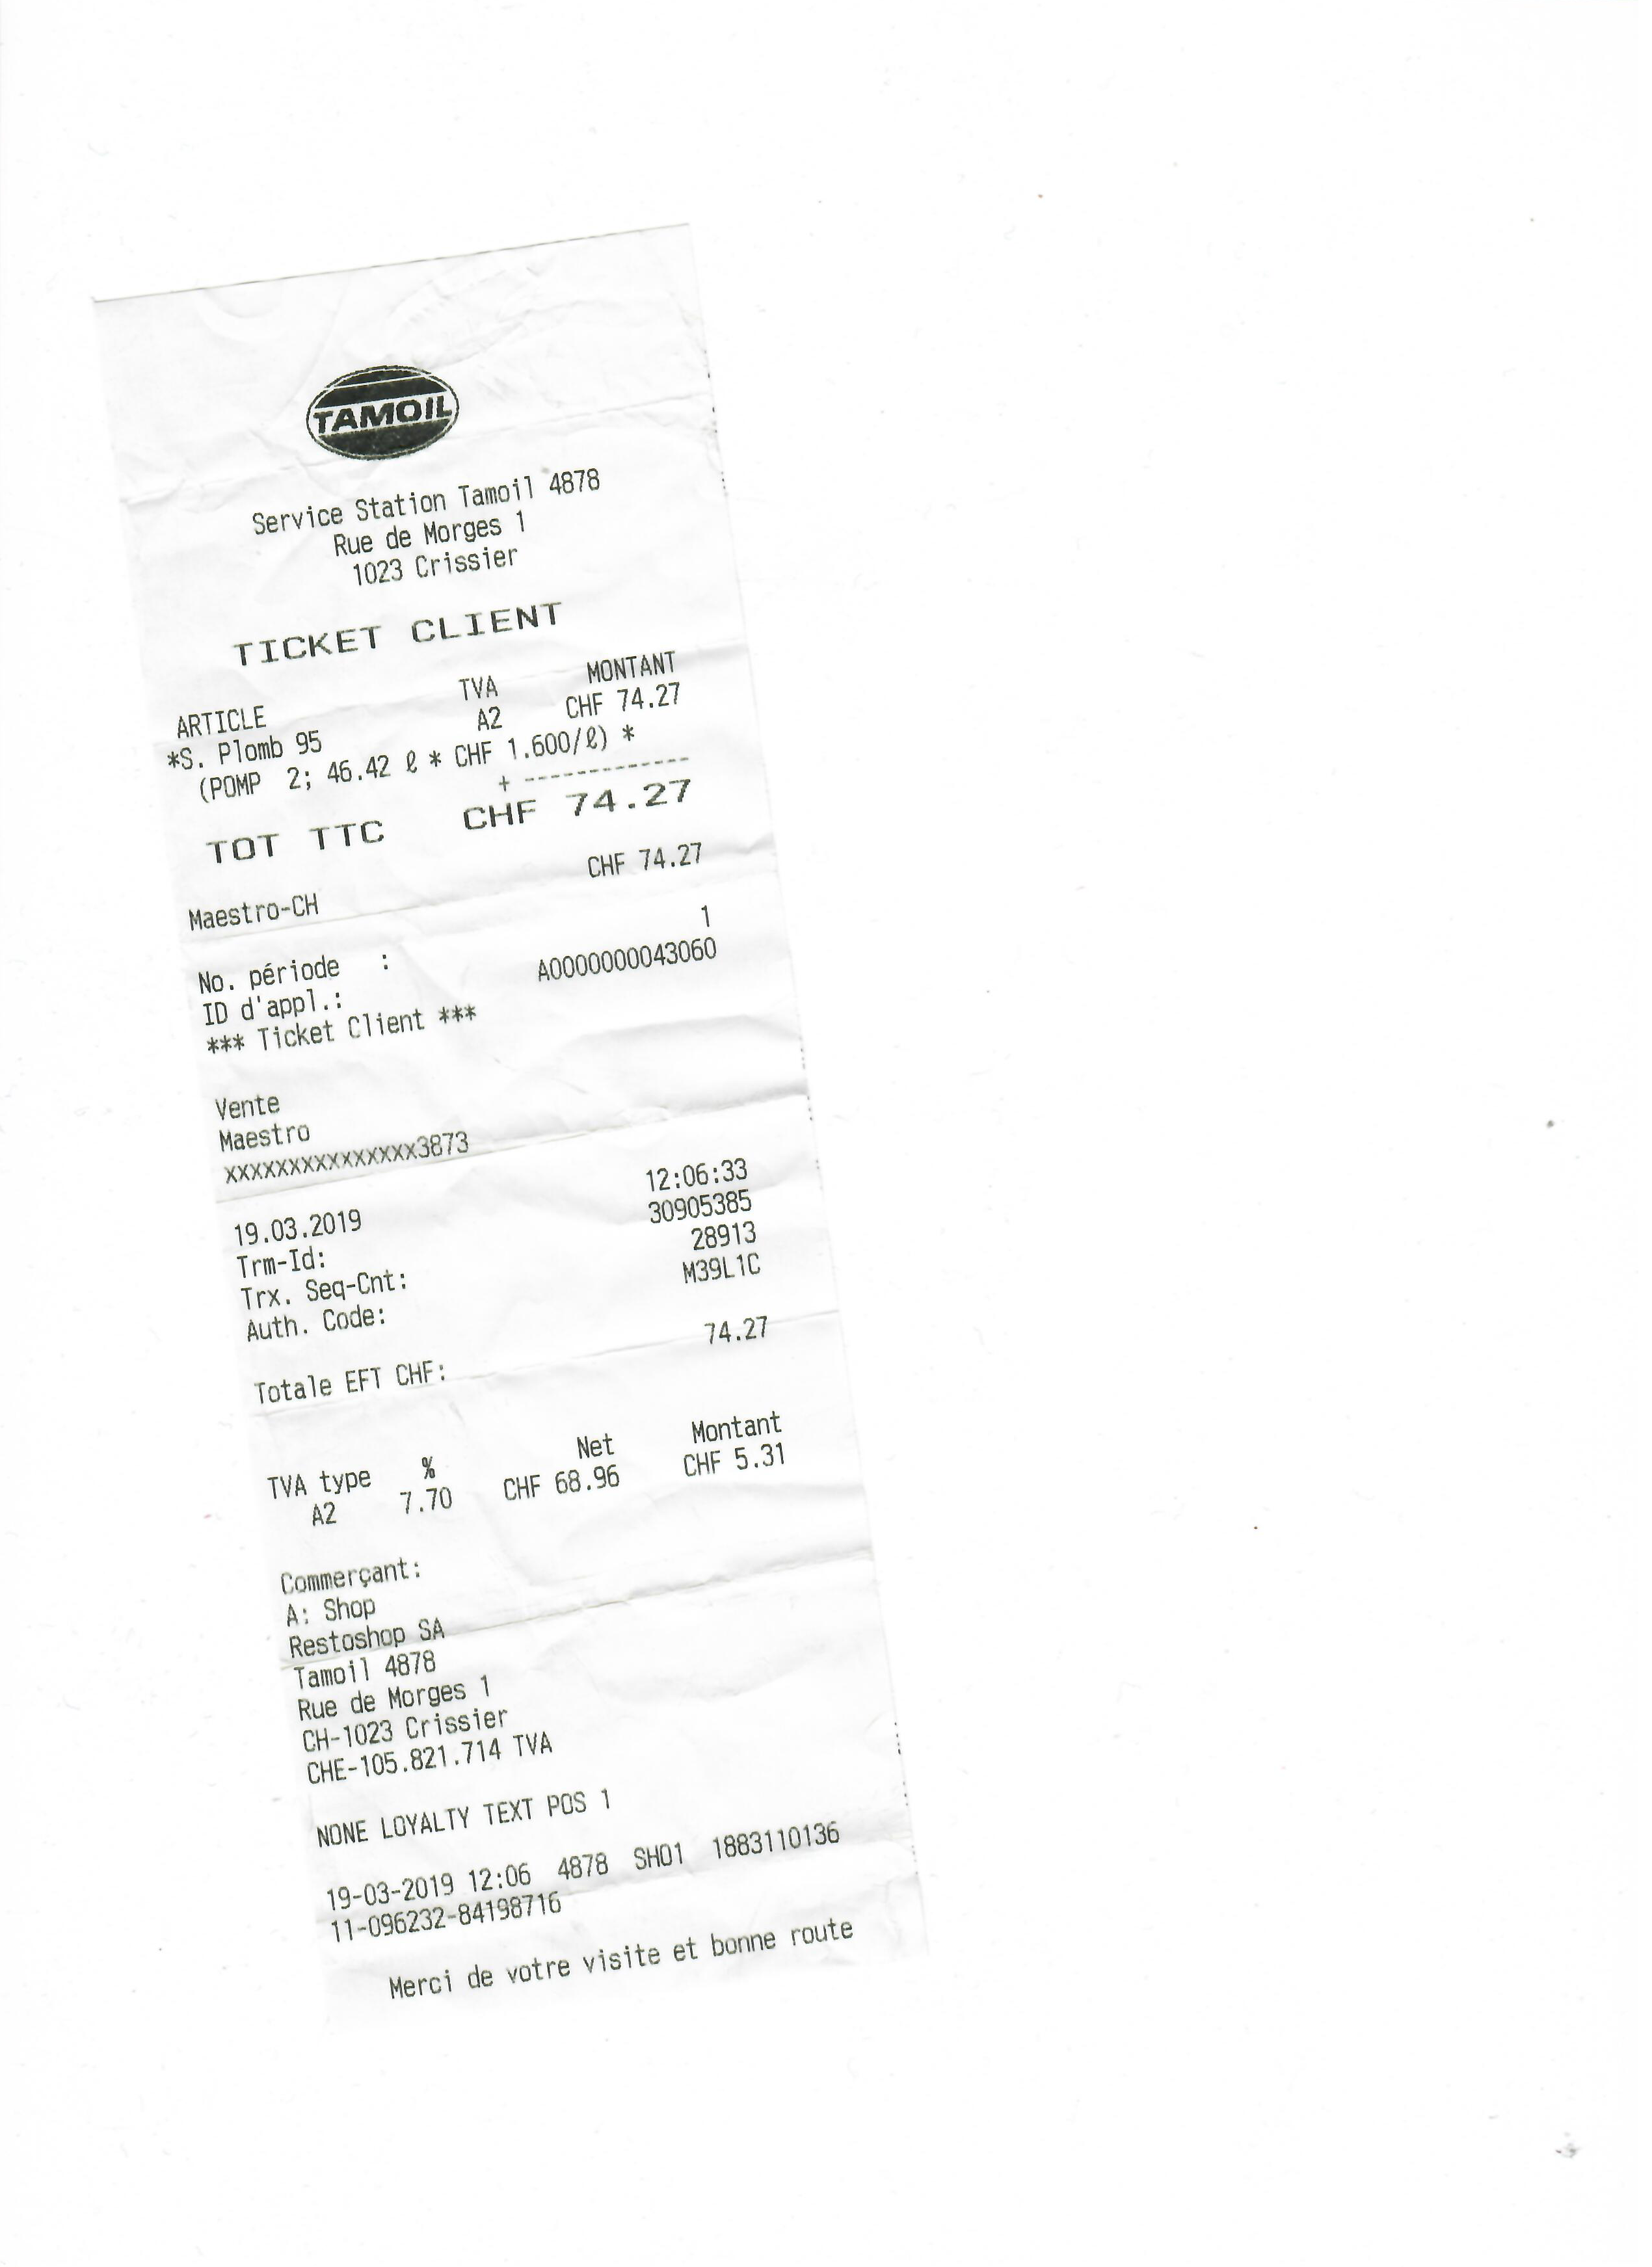 TAMOIL
Service Station Tamoil 4878
Rue de Morges 1
1023 Crissier
TICKET CLIENT
ARTICLE TVA MONTANT
*S. Plomb 95 A2 CHF 74.27
(POMP 2; 46.42 ℓ * CHF 1.600/ℓ) *
+ -------------
TOT TTC CHF 74.27
Maestro-CH CHF 74.27
No. période : 1
ID d'appl.: A0000000043060
*** Ticket Client ***
Vente
Maestro
XXXXXXXXXXXXXXX3873
19.03.2019 12:06:33
Trm-Id: 30905385
Trx. Seq-Cnt: 28913
Auth. Code: M39L1C
Totale EFT CHF: 74.27
TVA type % Net Montant
A2 7.70 CHF 68.96 CHF 5.31
Commerçant:
A: Shop
Restoshop SA
Tamoil 4878
Rue de Morges 1
CH-1023 Crissier
CHE-105.821.714 TVA
NONE LOYALTY TEXT POS 1
19-03-2019 12:06 4878 SH01 1883110136
11-096232-84198716
Merci de votre visite et bonne route